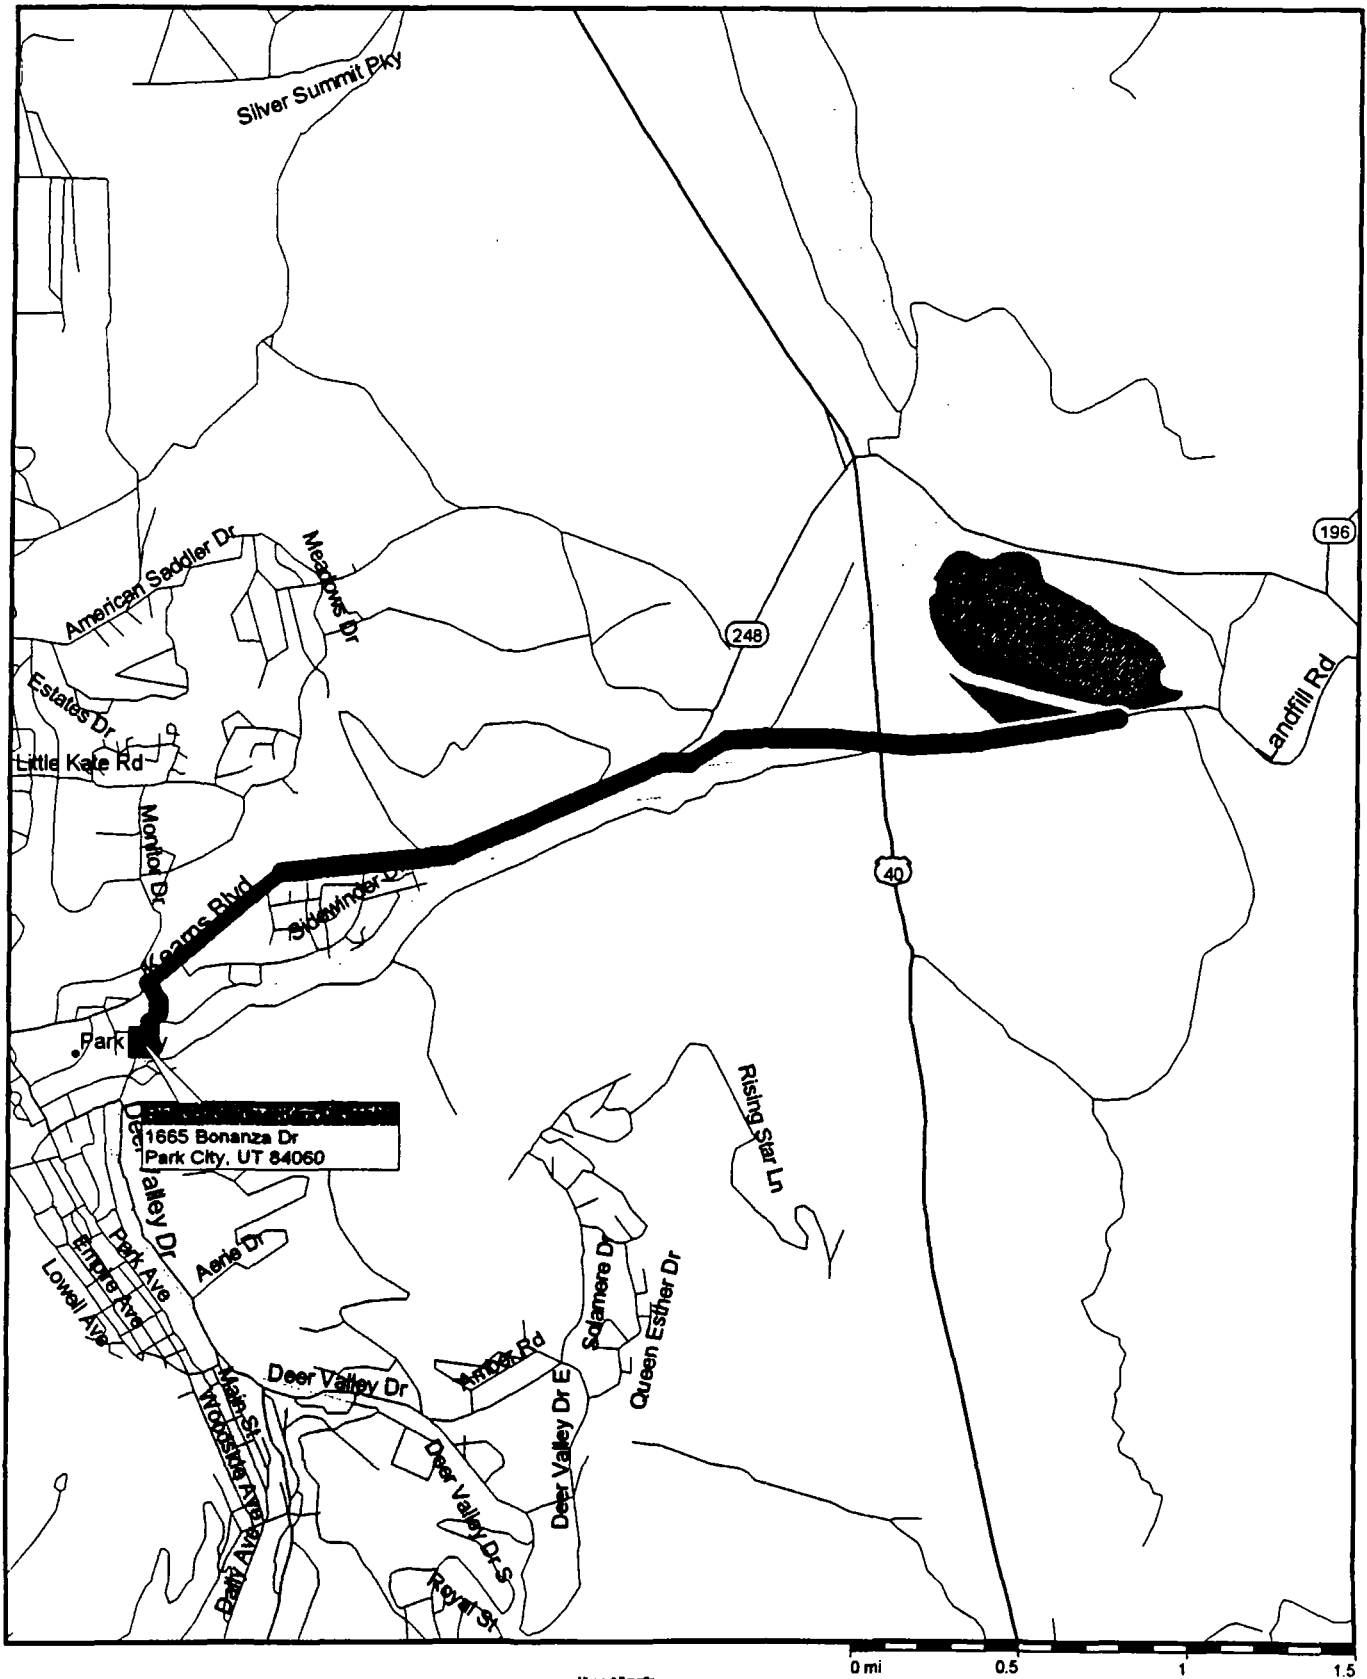 Silver Summit Pky
196
American Saddler Dr
Meadows Dr
248
Landfill Rd
Estates Dr
Little Kate Rd
Monitor Dr
40
Sidewinder
Kearns Blvd
Park
Rising Star Ln
1665 Bonanza Dr
Park City, UT 84060
Deer Valley Dr
Park Ave
Empire Ave
Lowell Ave
Aerie Dr
Solamere Dr
Queen Esther Dr
Amber Rd
Deer Valley Dr
Main St
Woodside Ave
Deer Valley Dr E
Deer Valley Dr S
Daly Ave
Royal St
0 mi 0.5 1 1.5